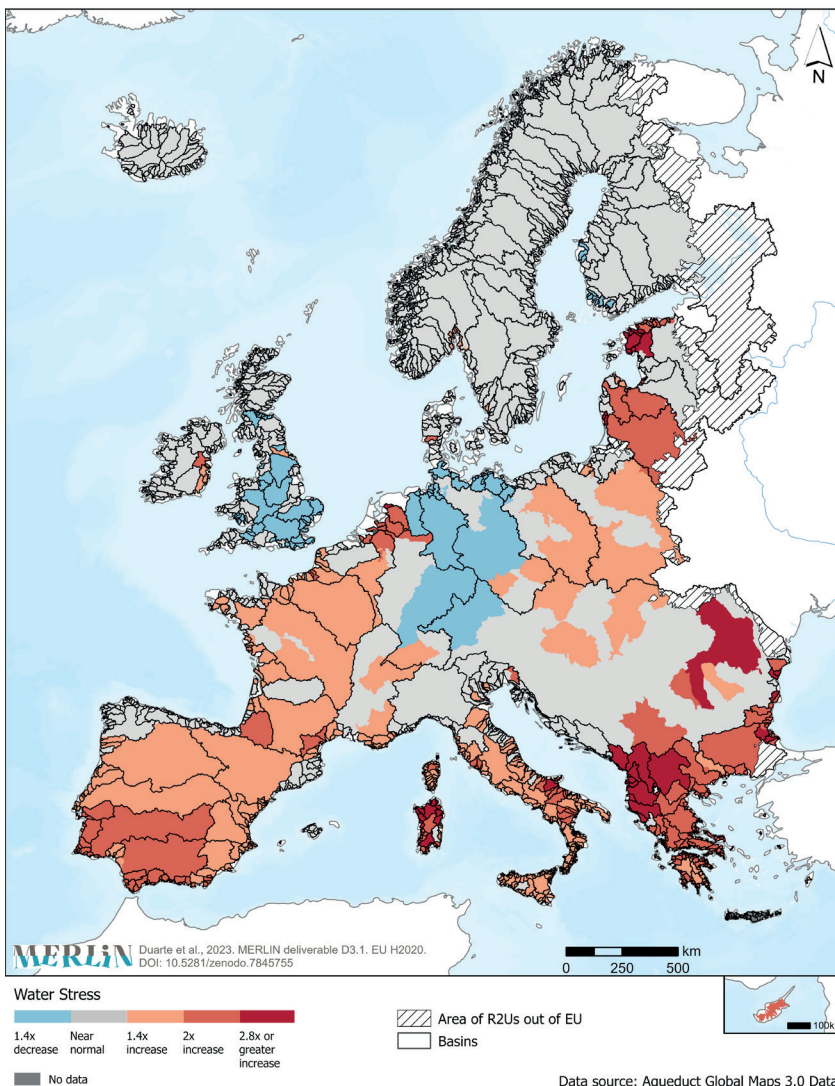 N
MERLiN
Duarte et al., 2023. MERLIN deliverable D3.1. EU H2020.
DOI: 10.5281/zenodo.7845755
km
0 250 500
Water Stress
1.4x decrease
Near normal
1.4x increase
2x increase
2.8x or greater increase
No data
Area of R2Us out of EU
Basins
100k
Data source: Aqueduct Global Maps 3.0 Data